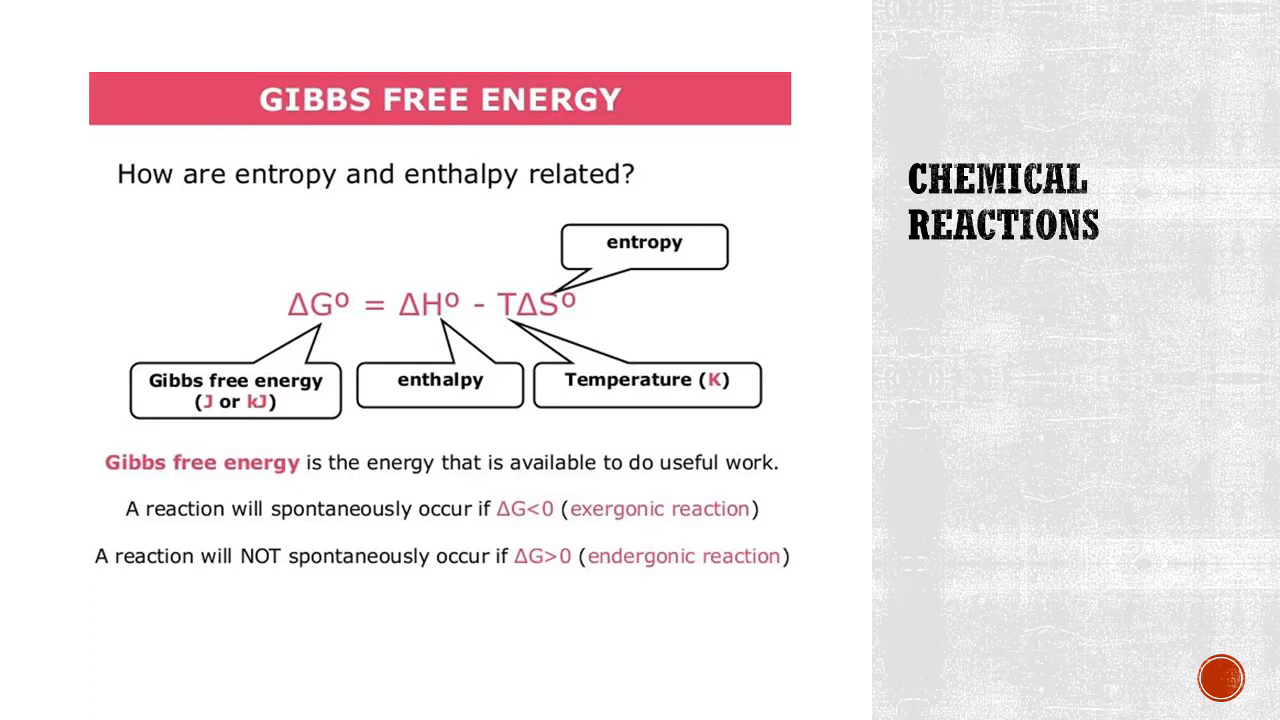 GIBBS FREE ENERGY
How are entropy and enthalpy related?
entropy
ΔGº = ΔHº - TΔSº
Gibbs free energy
(J or kJ)
enthalpy
Temperature (K)
Gibbs free energy is the energy that is available to do useful work.
A reaction will spontaneously occur if ΔG<0 (exergonic reaction)
A reaction will NOT spontaneously occur if ΔG>0 (endergonic reaction)
CHEMICAL
REACTIONS